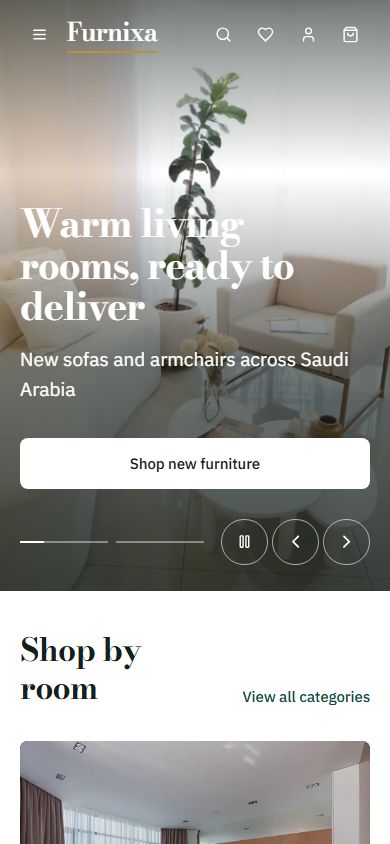 Furnixa
Warm living
rooms, ready to
deliver
New sofas and armchairs across Saudi
Arabia
Shop new furniture
Shop by
room
View all categories